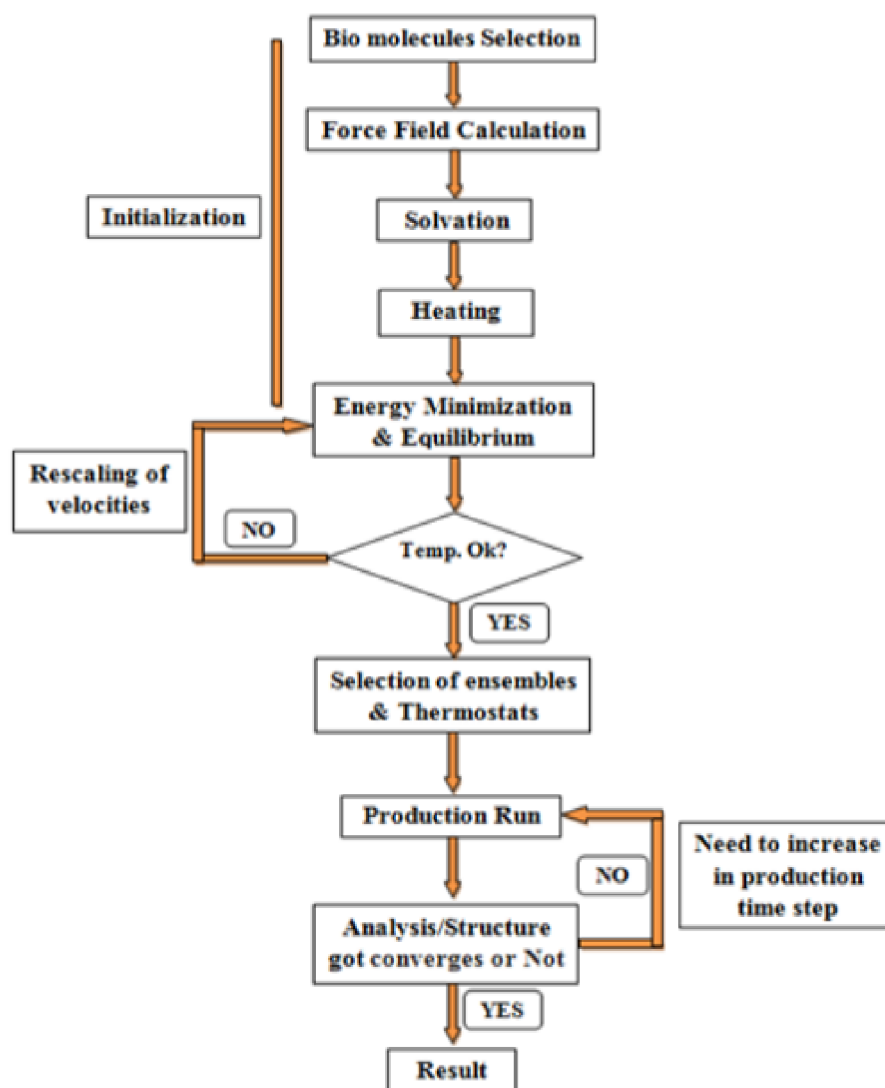 Bio molecules Selection
Force Field Calculation
Initialization
Solvation
Heating
Energy Minimization
& Equilibrium
Rescaling of
velocities
NO
Temp. Ok?
YES
Selection of ensembles
& Thermostats
Production Run
Need to increase
in production
time step
NO
Analysis/Structure
got converges or Not
YES
Result